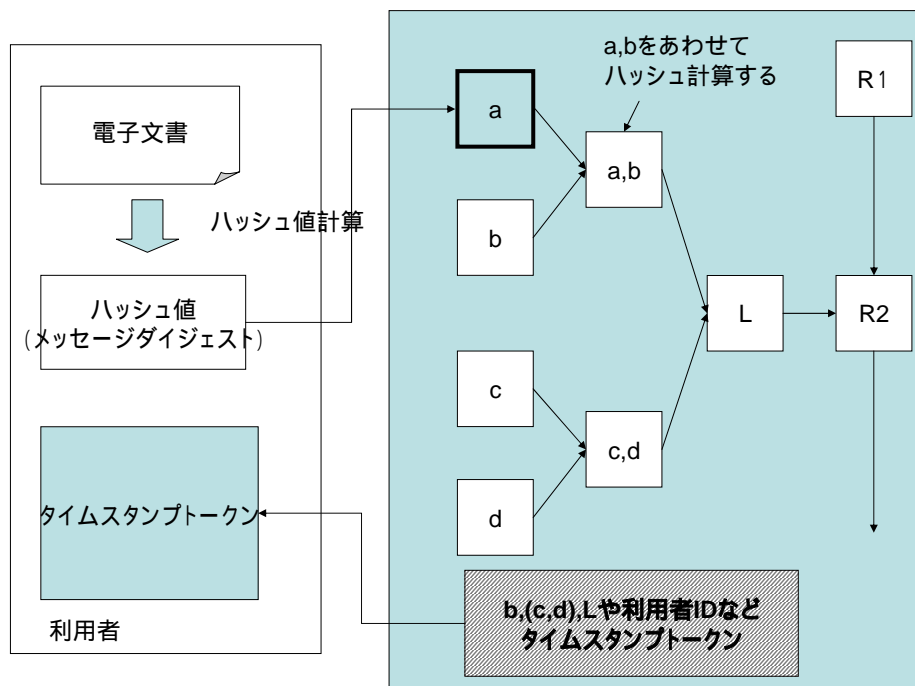 電子文書
ハッシュ値計算
ハッシュ値
(メッセージダイジェスト)
タイムスタンプトークン
利用者
a,bをあわせて
ハッシュ計算する
a
b
a,b
c
d
c,d
L
R1
R2
b,(c,d),Lや利用者IDなど
タイムスタンプトークン